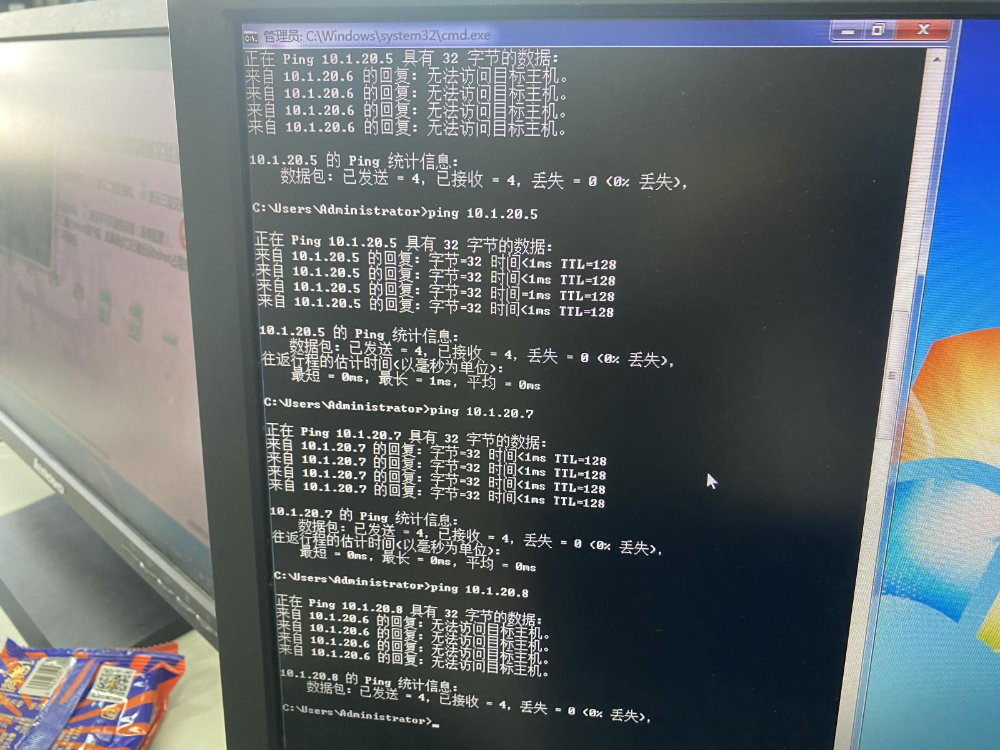 管理员: C:\Windows\system32\cmd.exe
正在 Ping 10.1.20.5 具有 32 字节的数据:
来自 10.1.20.6 的回复: 无法访问目标主机。
来自 10.1.20.6 的回复: 无法访问目标主机。
来自 10.1.20.6 的回复: 无法访问目标主机。
来自 10.1.20.6 的回复: 无法访问目标主机。
10.1.20.5 的 Ping 统计信息:
数据包: 已发送 = 4, 已接收 = 4, 丢失 = 0 (0% 丢失),
C:\Users\Administrator>ping 10.1.20.5
正在 Ping 10.1.20.5 具有 32 字节的数据:
来自 10.1.20.5 的回复: 字节=32 时间<1ms TTL=128
来自 10.1.20.5 的回复: 字节=32 时间<1ms TTL=128
来自 10.1.20.5 的回复: 字节=32 时间=1ms TTL=128
来自 10.1.20.5 的回复: 字节=32 时间<1ms TTL=128
10.1.20.5 的 Ping 统计信息:
数据包: 已发送 = 4, 已接收 = 4, 丢失 = 0 (0% 丢失),
往返行程的估计时间(以毫秒为单位):
最短 = 0ms, 最长 = 1ms, 平均 = 0ms
C:\Users\Administrator>ping 10.1.20.7
正在 Ping 10.1.20.7 具有 32 字节的数据:
来自 10.1.20.7 的回复: 字节=32 时间<1ms TTL=128
来自 10.1.20.7 的回复: 字节=32 时间<1ms TTL=128
来自 10.1.20.7 的回复: 字节=32 时间<1ms TTL=128
来自 10.1.20.7 的回复: 字节=32 时间<1ms TTL=128
10.1.20.7 的 Ping 统计信息:
数据包: 已发送 = 4, 已接收 = 4, 丢失 = 0 (0% 丢失),
往返行程的估计时间(以毫秒为单位):
最短 = 0ms, 最长 = 0ms, 平均 = 0ms
C:\Users\Administrator>ping 10.1.20.8
正在 Ping 10.1.20.8 具有 32 字节的数据:
来自 10.1.20.6 的回复: 无法访问目标主机。
来自 10.1.20.6 的回复: 无法访问目标主机。
来自 10.1.20.6 的回复: 无法访问目标主机。
来自 10.1.20.6 的回复: 无法访问目标主机。
10.1.20.8 的 Ping 统计信息:
数据包: 已发送 = 4, 已接收 = 4, 丢失 = 0 (0% 丢失),
C:\Users\Administrator>_
lenovo